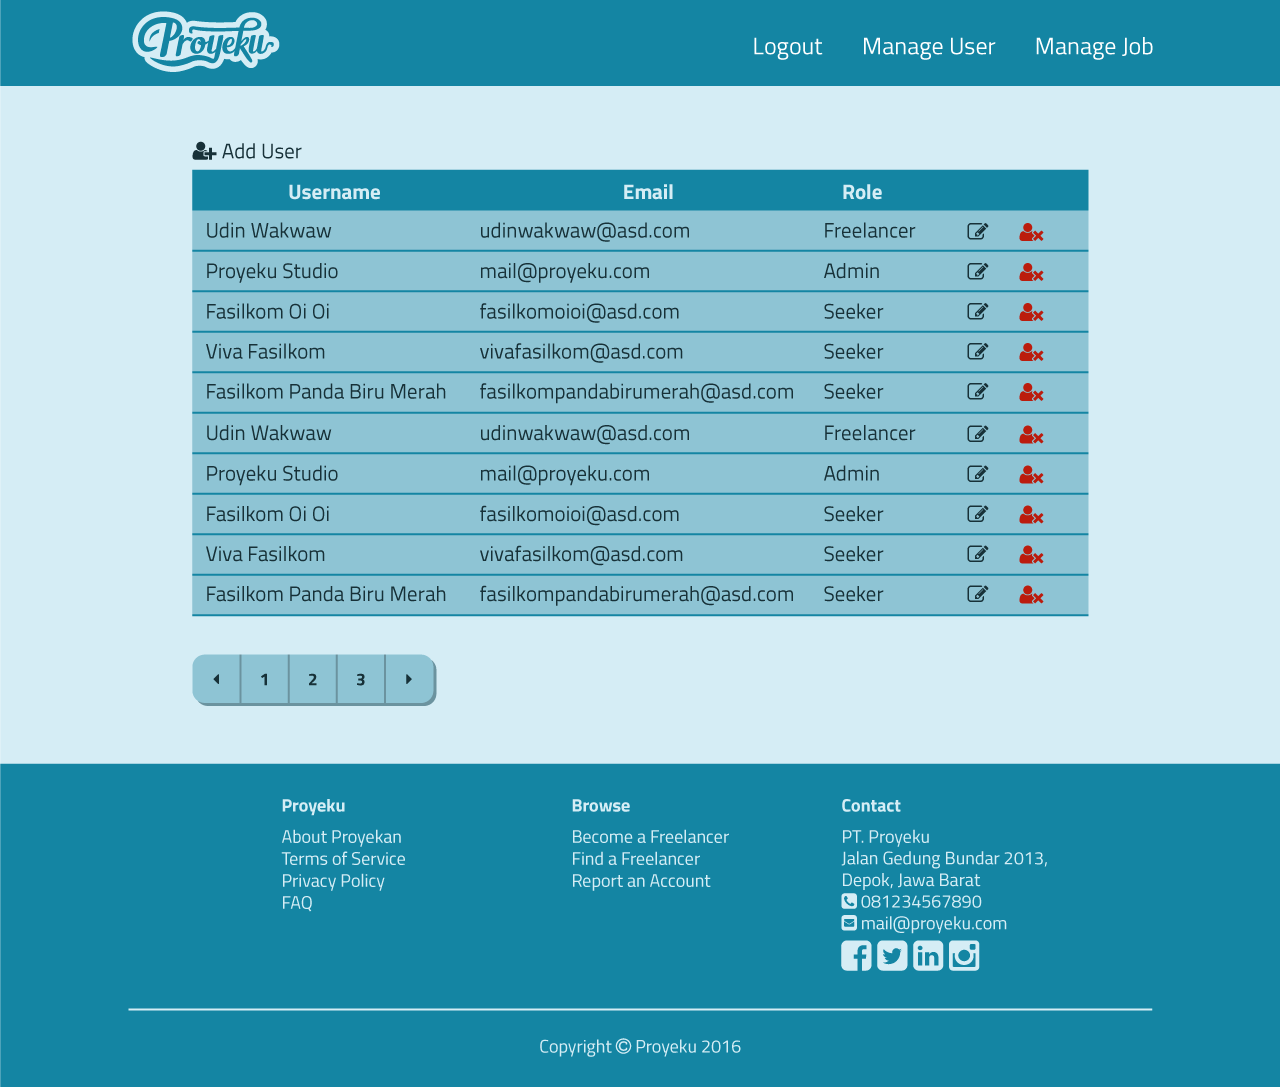 Proyeku
Logout Manage User Manage Job
Add User
Username Email Role
Udin Wakwaw udinwakwaw@asd.com Freelancer
Proyeku Studio mail@proyeku.com Admin
Fasilkom Oi Oi fasilkomoioi@asd.com Seeker
Viva Fasilkom vivafasilkom@asd.com Seeker
Fasilkom Panda Biru Merah fasilkompandabirumerah@asd.com Seeker
Udin Wakwaw udinwakwaw@asd.com Freelancer
Proyeku Studio mail@proyeku.com Admin
Fasilkom Oi Oi fasilkomoioi@asd.com Seeker
Viva Fasilkom vivafasilkom@asd.com Seeker
Fasilkom Panda Biru Merah fasilkompandabirumerah@asd.com Seeker
1 2 3
Proyeku
About Proyekan
Terms of Service
Privacy Policy
FAQ
Browse
Become a Freelancer
Find a Freelancer
Report an Account
Contact
PT. Proyeku
Jalan Gedung Bundar 2013,
Depok, Jawa Barat
081234567890
mail@proyeku.com
Copyright © Proyeku 2016